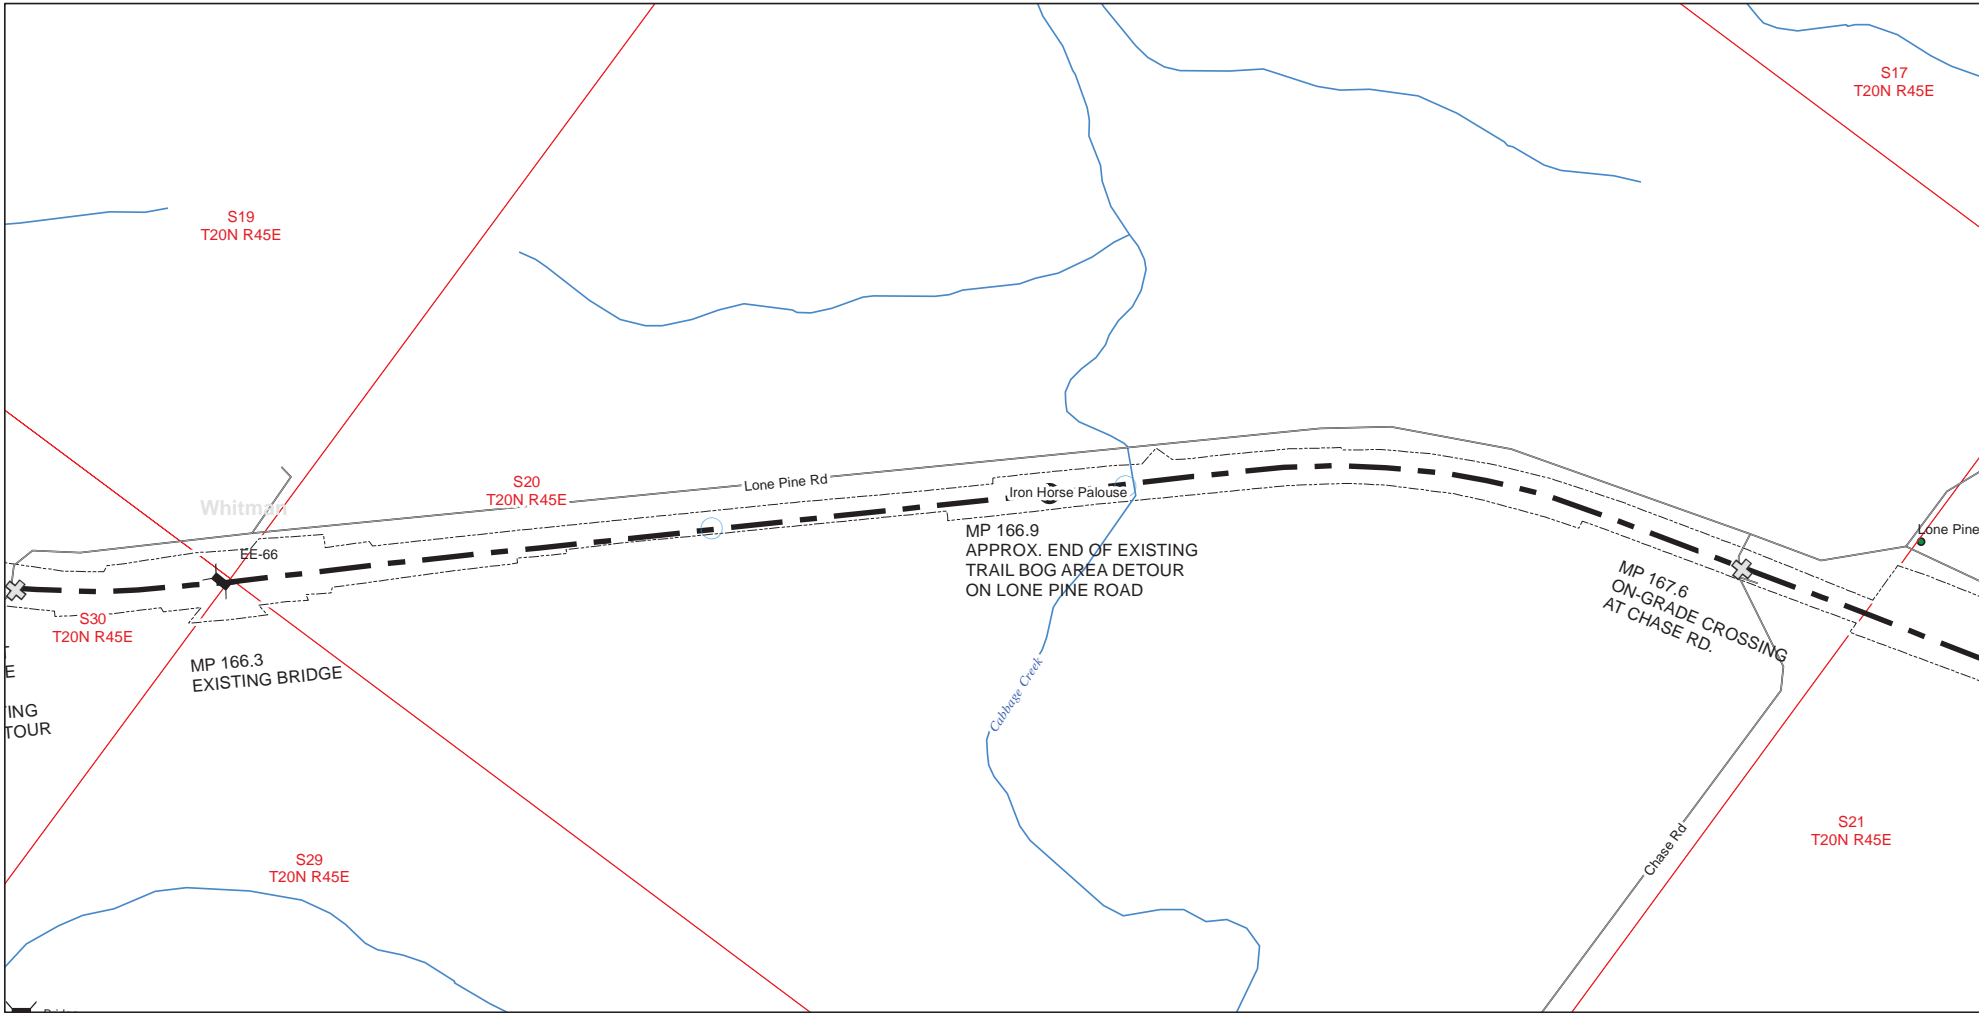 S17
T20N R45E
S19
T20N R45E
S20
T20N R45E
Lone Pine Rd
Iron Horse Palouse
Whitman
EE-66
MP 166.9
APPROX. END OF EXISTING
TRAIL BOG AREA DETOUR
ON LONE PINE ROAD
Lone Pine
MP 167.6
ON-GRADE CROSSING
AT CHASE RD.
S30
T20N R45E
MP 166.3
EXISTING BRIDGE
E
ING
TOUR
Cabbage Creek
S21
T20N R45E
Chase Rd
S29
T20N R45E